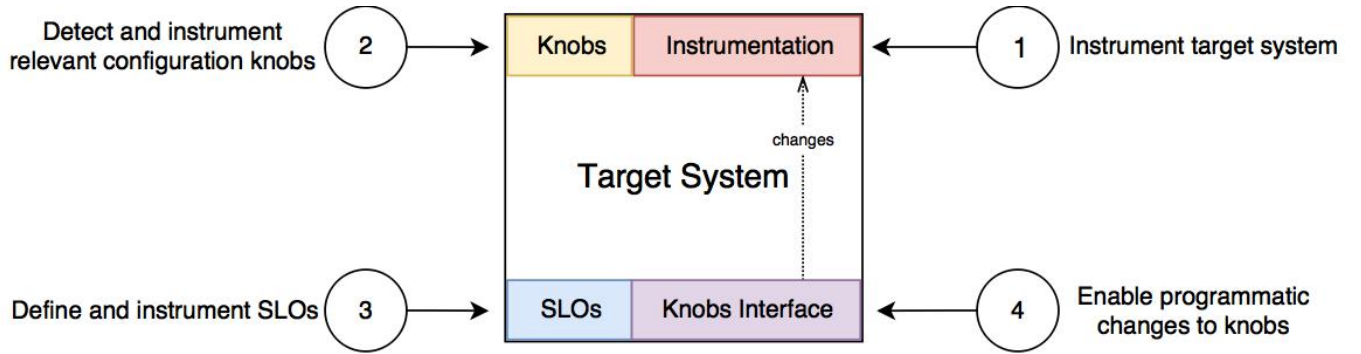 Detect and instrument
relevant configuration knobs
2
Knobs
Instrumentation
1
Instrument target system
changes
Target System
Define and instrument SLOs
3
SLOs
Knobs Interface
4
Enable programmatic
changes to knobs